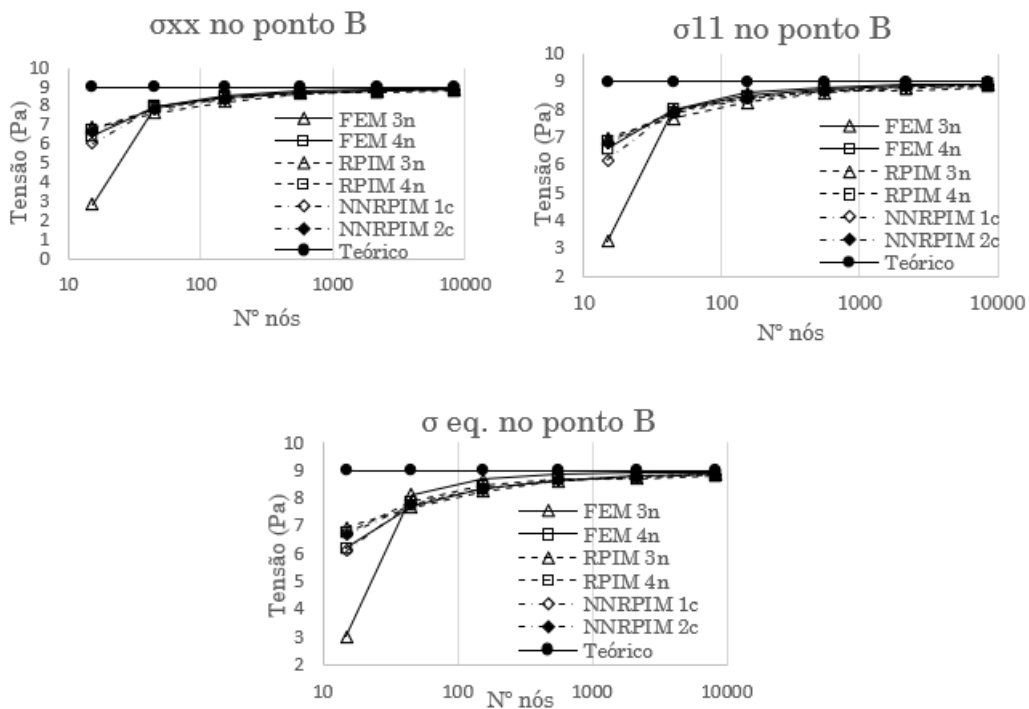 σxx no ponto B
Tensão (Pa)
10
9
8
7
6
5
4
3
2
1
0
10
100
1000
10000
Nº nós
FEM 3n
FEM 4n
RPIM 3n
RPIM 4n
NNRPIM 1c
NNRPIM 2c
Teórico
σ11 no ponto B
Tensão (Pa)
10
9
8
7
6
5
4
3
2
10
100
1000
10000
Nº nós
FEM 3n
FEM 4n
RPIM 3n
RPIM 4n
NNRPIM 1c
NNRPIM 2c
Teórico
σ eq. no ponto B
Tensão (Pa)
10
9
8
7
6
5
4
3
2
10
100
1000
10000
Nº nós
FEM 3n
FEM 4n
RPIM 3n
RPIM 4n
NNRPIM 1c
NNRPIM 2c
Teórico